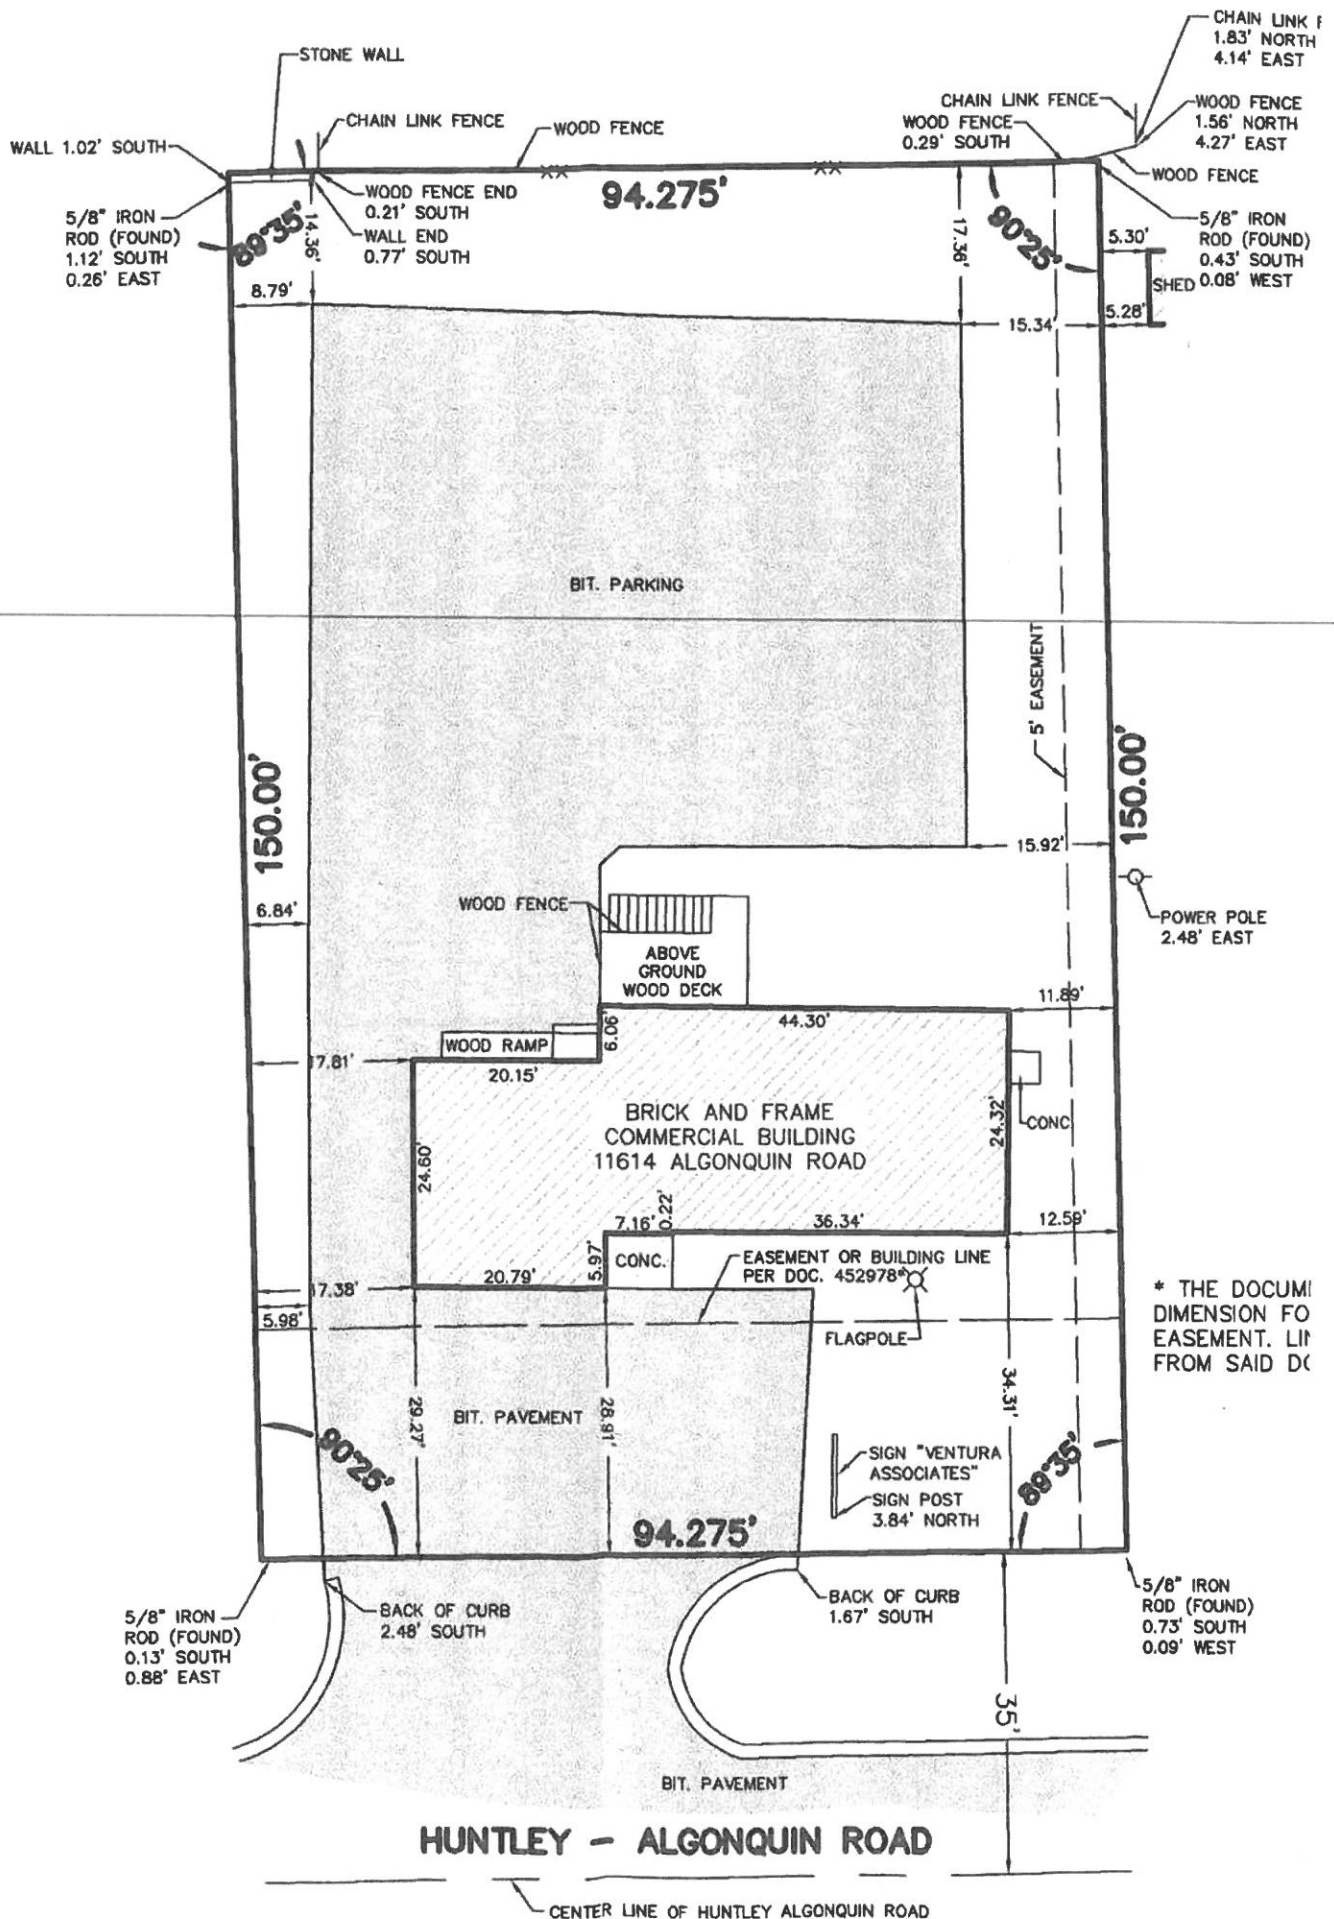 CHAIN LINK F
1.83' NORTH
4.14' EAST
STONE WALL
CHAIN LINK FENCE
WOOD FENCE
CHAIN LINK FENCE
WOOD FENCE
0.29' SOUTH
WOOD FENCE
1.56' NORTH
4.27' EAST
WALL 1.02' SOUTH
WOOD FENCE
94.275'
WOOD FENCE END
0.21' SOUTH
WALL END
0.77' SOUTH
5/8" IRON
ROD (FOUND)
1.12' SOUTH
0.26' EAST
89°35'
14.36'
17.36'
90°25'
5/8" IRON
ROD (FOUND)
0.43' SOUTH
0.08' WEST
5.30'
SHED
8.79'
15.34'
5.28'
BIT. PARKING
5' EASEMENT
150.00'
150.00'
15.92'
6.84'
WOOD FENCE
POWER POLE
2.48' EAST
ABOVE
GROUND
WOOD DECK
11.89'
44.30'
6.06'
WOOD RAMP
17.81'
20.15'
BRICK AND FRAME
COMMERCIAL BUILDING
11614 ALGONQUIN ROAD
24.32'
CONC
24.60'
7.16'
0.22'
36.34'
12.59'
5.97'
CONC.
EASEMENT OR BUILDING LINE
PER DOC. 452978*
20.79'
17.38'
5.98'
FLAGPOLE
* THE DOCUM
DIMENSION FO
EASEMENT. LI
FROM SAID DO
29.27'
BIT. PAVEMENT
28.91'
34.31'
90°25'
SIGN "VENTURA
ASSOCIATES"
SIGN POST
3.84' NORTH
89°35'
94.275'
5/8" IRON
ROD (FOUND)
0.13' SOUTH
0.88' EAST
BACK OF CURB
2.48' SOUTH
BACK OF CURB
1.67' SOUTH
5/8" IRON
ROD (FOUND)
0.73' SOUTH
0.09' WEST
35'
BIT. PAVEMENT
HUNTLEY - ALGONQUIN ROAD
CENTER LINE OF HUNTLEY ALGONQUIN ROAD